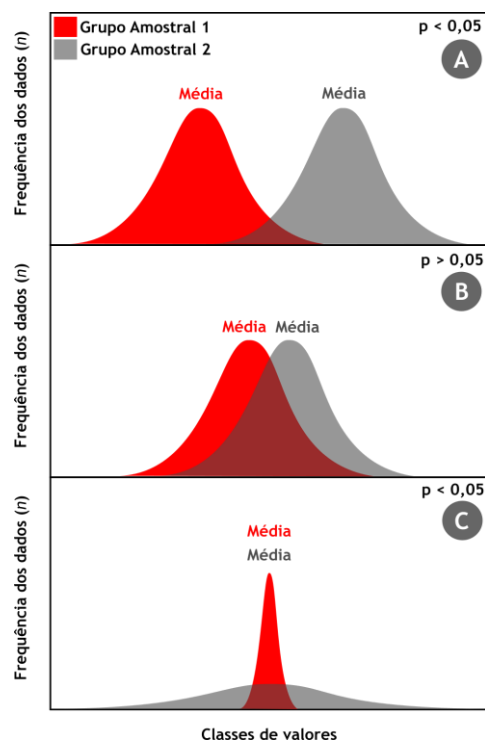 Grupo Amostral 1
Grupo Amostral 2
p < 0,05
A
Média
Média
Frequência dos dados (n)
p > 0,05
B
Média
Média
Frequência dos dados (n)
p < 0,05
C
Média
Média
Frequência dos dados (n)
Classes de valores